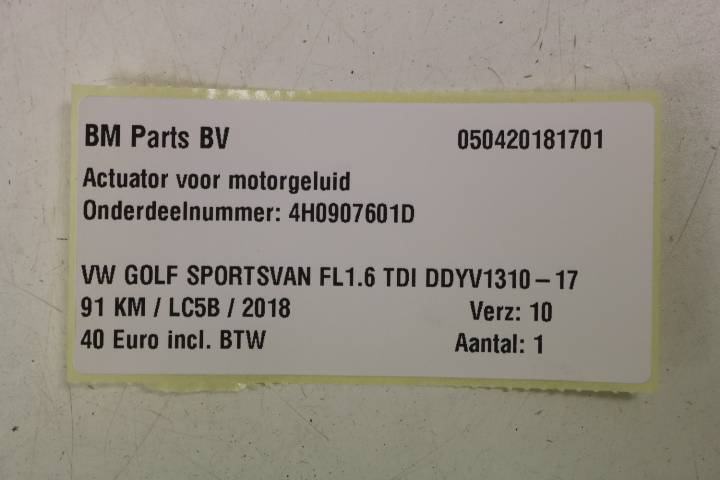 BM Parts BV 050420181701
Actuator voor motorgeluid
Onderdeelnummer: 4H0907601D
VW GOLF SPORTSVAN FL1.6 TDI DDYV1310-17
91 KM / LC5B / 2018 Verz: 10
40 Euro incl. BTW Aantal: 1